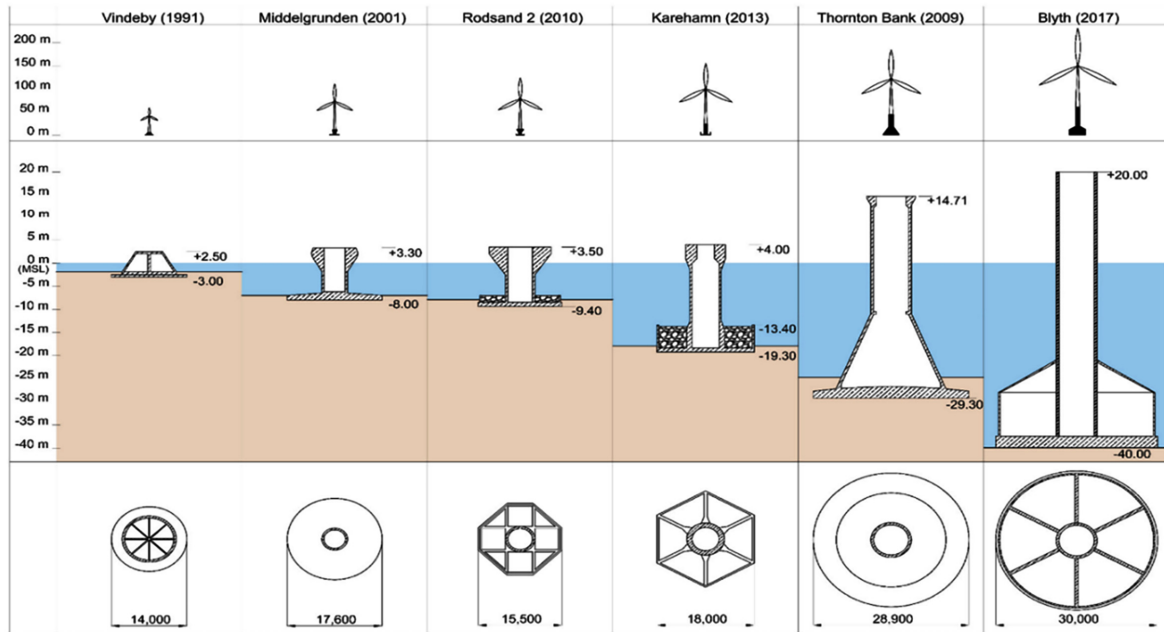 Vindeby (1991) Middelgrunden (2001) Rodsand 2 (2010) Karehamn (2013) Thornton Bank (2009) Blyth (2017)
200 m
150 m
100 m
50 m
0 m
20 m
15 m
10 m
5 m
0 m
(MSL)
-5 m
-10 m
-15 m
-20 m
-25 m
-30 m
-35 m
-40 m
+2.50
-3.00
+3.30
-8.00
+3.50
-9.40
+4.00
-13.40
-19.30
+14.71
-29.30
+20.00
-40.00
14,000 17,600 15,500 18,000 28,900 30,000